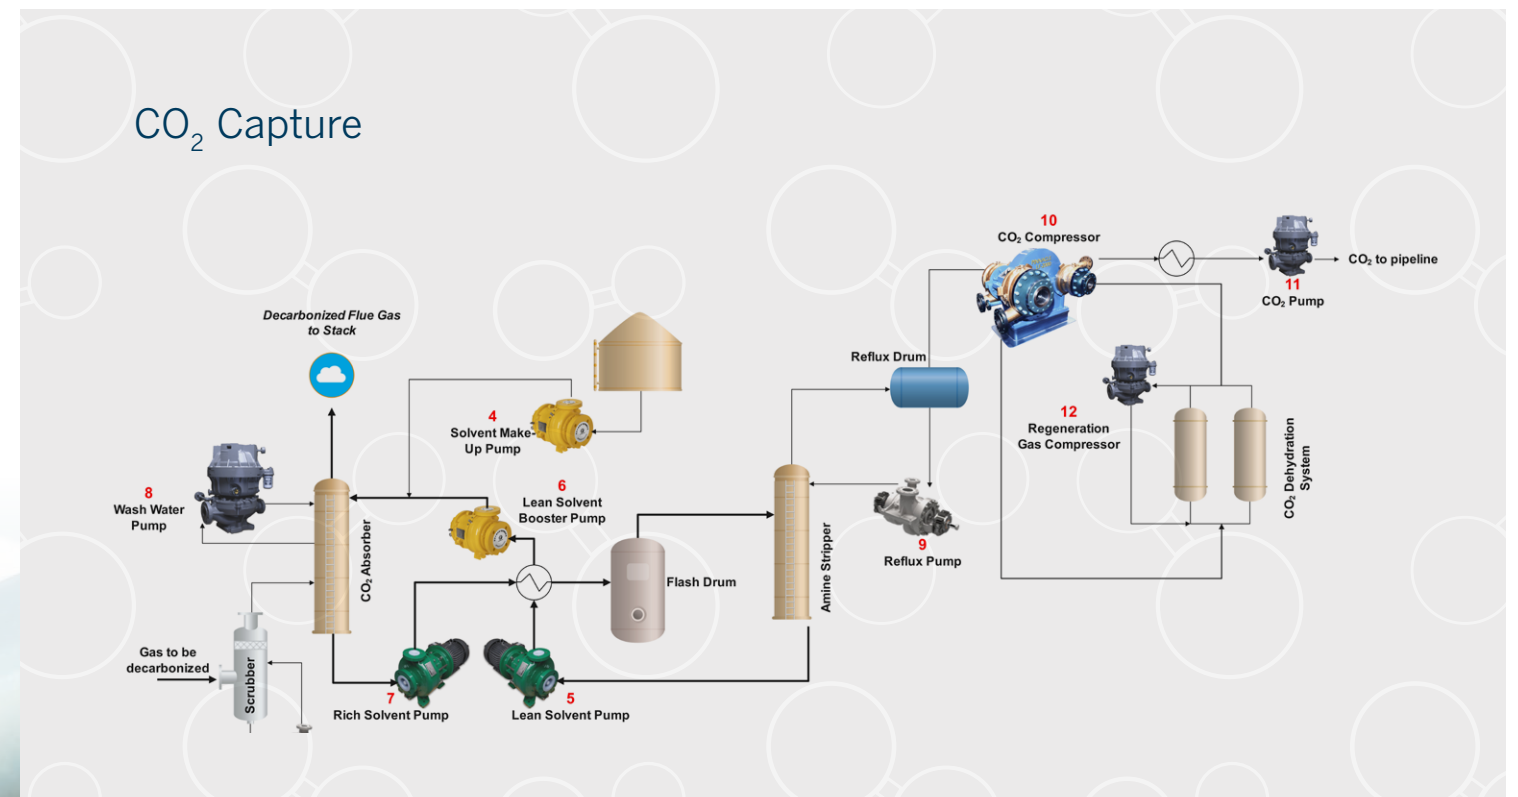 CO₂ Capture
10
CO₂ Compressor
11
CO₂ Pump
CO₂ to pipeline
Decarbonized Flue Gas
to Stack
Reflux Drum
4
Solvent Make-
Up Pump
12
Regeneration
Gas Compressor
CO₂ Dehydration
System
8
Wash Water
Pump
6
Lean Solvent
Booster Pump
CO₂ Absorber
Flash Drum
Amine Stripper
9
Reflux Pump
Gas to be
decarbonized
Scrubber
7
Rich Solvent Pump
5
Lean Solvent Pump